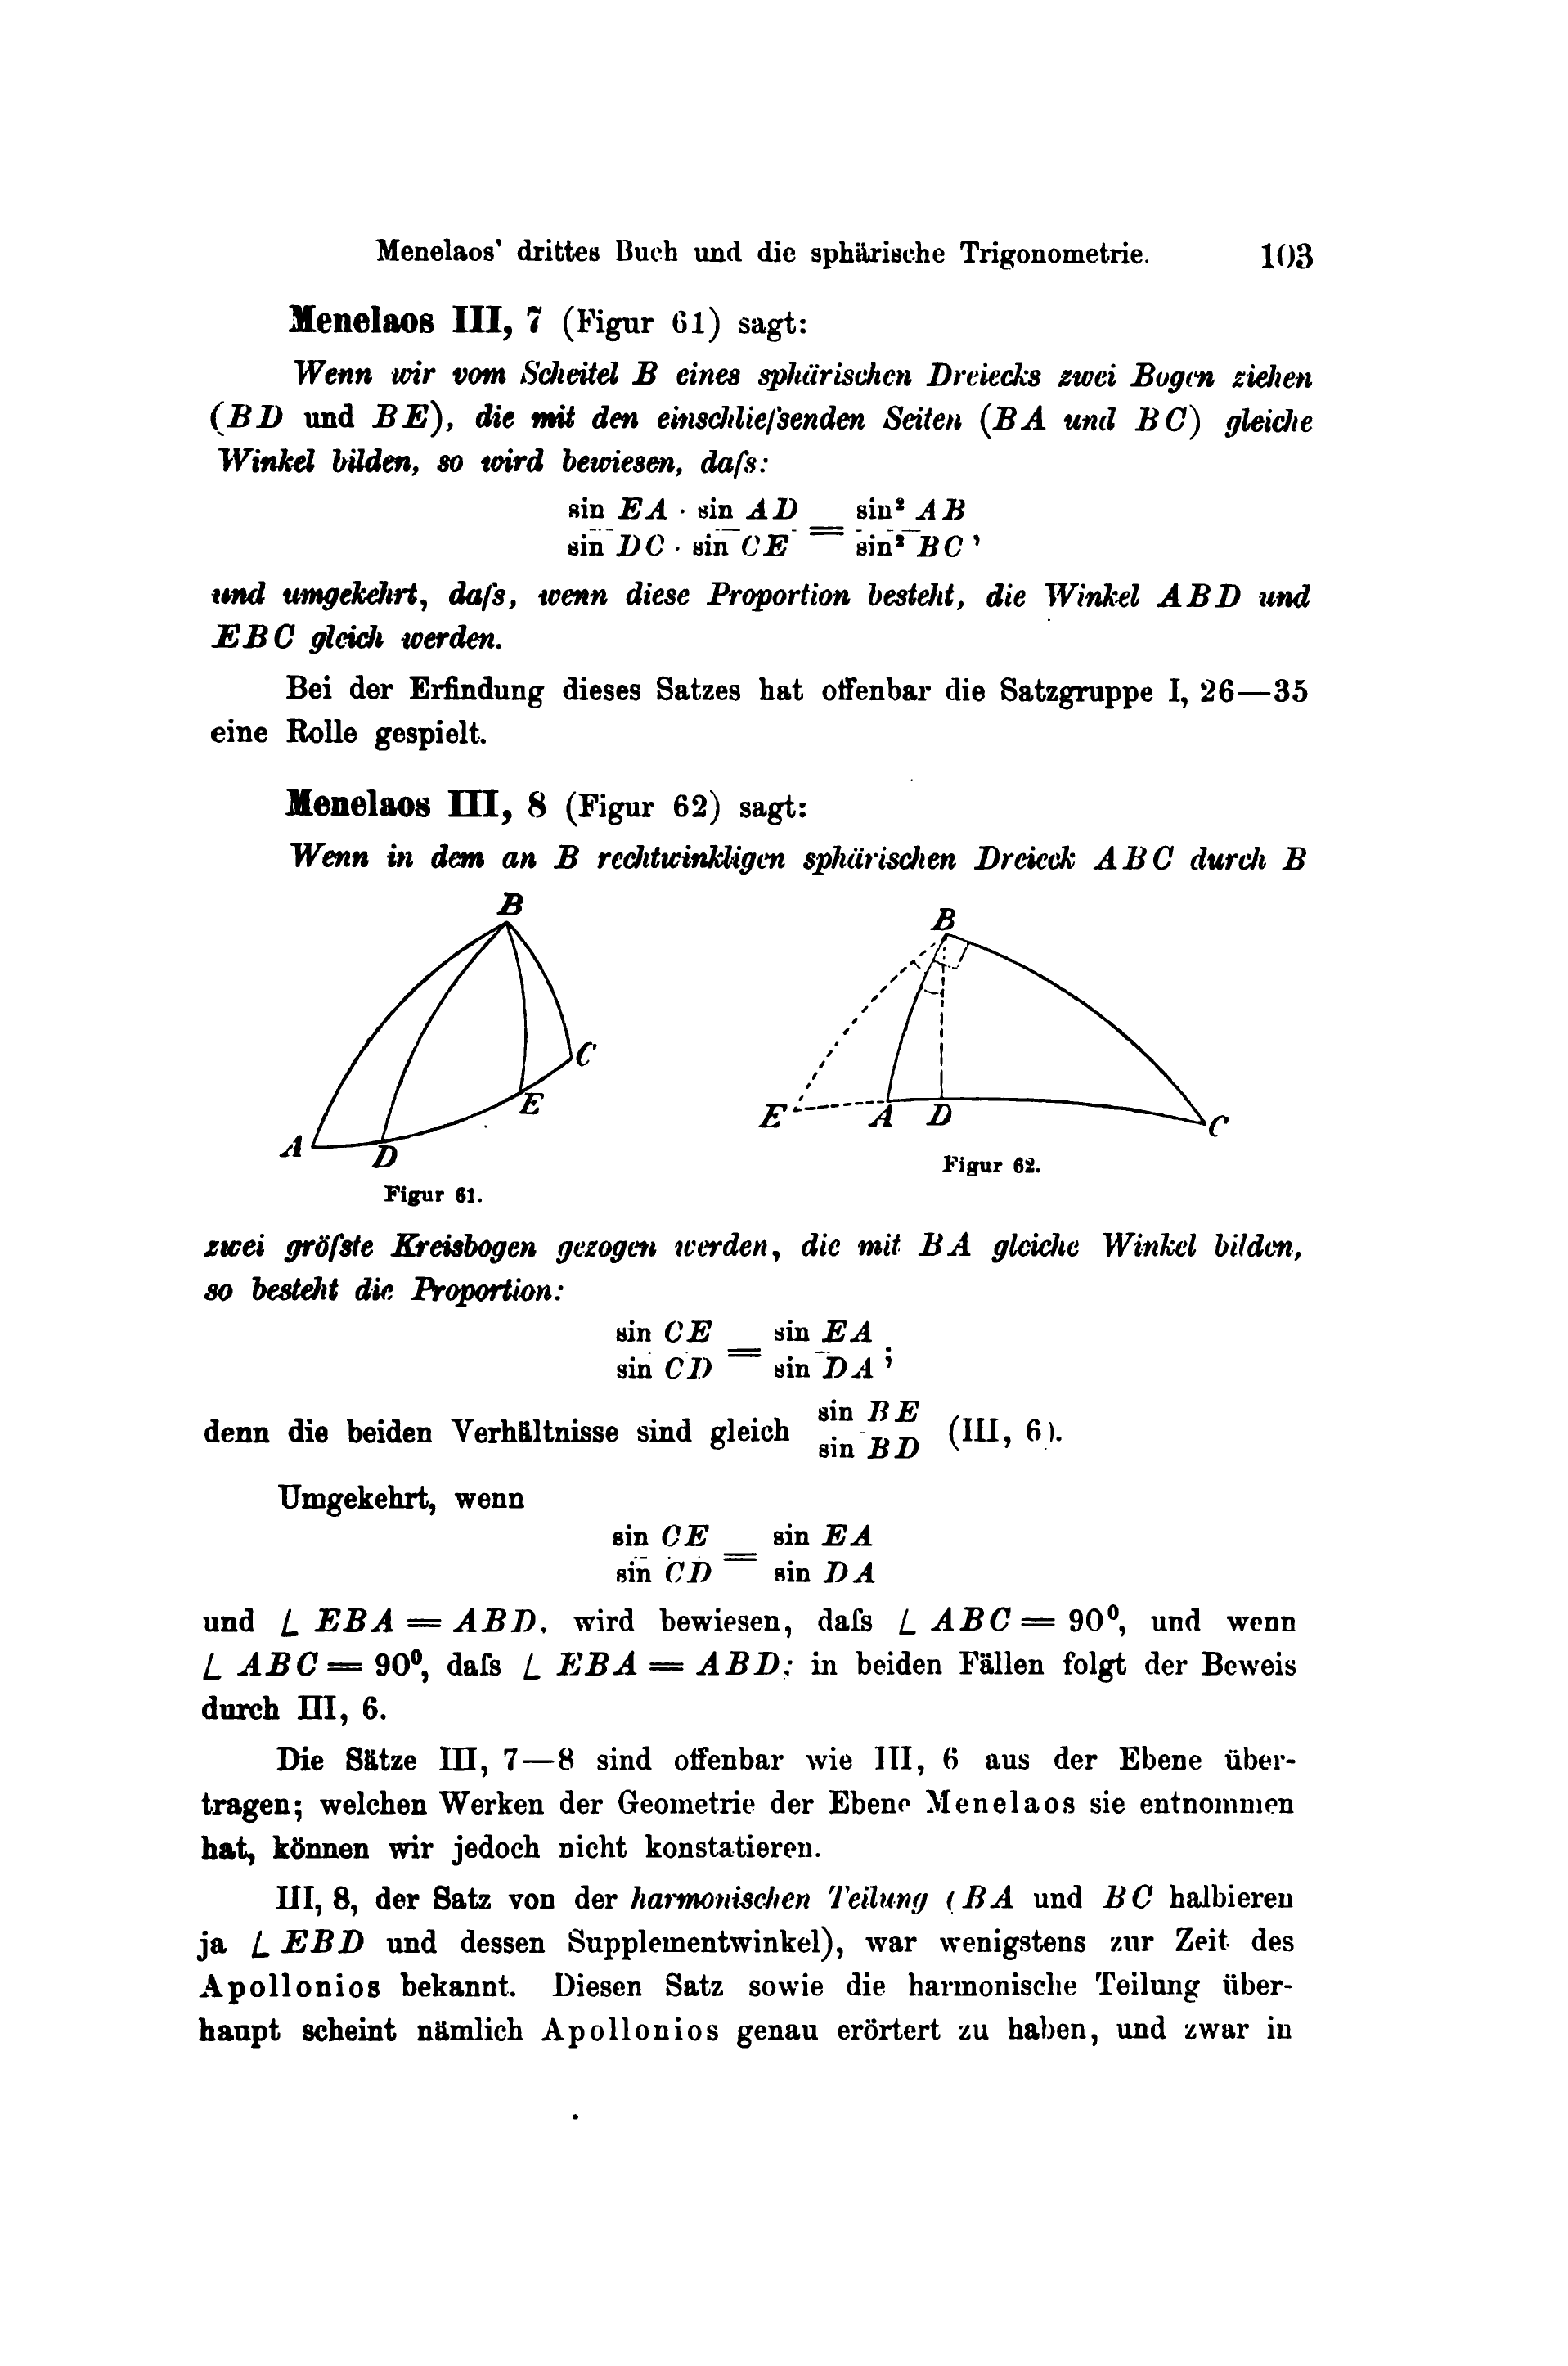 Menelaos' drittes Buch und die sphärische Trigonometrie. 103
Menelaos III, 7 (Figur 61) sagt:
Wenn wir vom Scheitel B eines sphärischen Dreiecks zwei Bogen ziehen
(BD und BE), die mit den einschließenden Seiten (BA und BC) gleiche
Winkel bilden, so wird bewiesen, daſs:
sin EA · sin AD / sin DC · sin CE = sin² AB / sin² BC,
und umgekehrt, daſs, wenn diese Proportion besteht, die Winkel ABD und
EBC gleich werden.
Bei der Erfindung dieses Satzes hat offenbar die Satzgruppe I, 26—35
eine Rolle gespielt.
Menelaos III, 8 (Figur 62) sagt:
Wenn in dem an B rechtwinkligen sphärischen Dreieck ABC durch B
B
C
E
A
D
Figur 61.
B
E
A
D
C
Figur 62.
zwei gröſste Kreisbogen gezogen werden, die mit BA gleiche Winkel bilden,
so besteht die Proportion:
sin CE / sin CD = sin EA / sin DA;
denn die beiden Verhältnisse sind gleich sin BE / sin BD (III, 6).
Umgekehrt, wenn
sin CE / sin CD = sin EA / sin DA
und ∠ EBA = ABD, wird bewiesen, daſs ∠ ABC = 90⁰, und wenn
∠ ABC = 90⁰, daſs ∠ EBA = ABD; in beiden Fällen folgt der Beweis
durch III, 6.
Die Sätze III, 7—8 sind offenbar wie III, 6 aus der Ebene über-
tragen; welchen Werken der Geometrie der Ebene Menelaos sie entnommen
hat, können wir jedoch nicht konstatieren.
III, 8, der Satz von der harmonischen Teilung (BA und BC halbieren
ja ∠ EBD und dessen Supplementwinkel), war wenigstens zur Zeit des
Apollonios bekannt. Diesen Satz sowie die harmonische Teilung über-
haupt scheint nämlich Apollonios genau erörtert zu haben, und zwar in